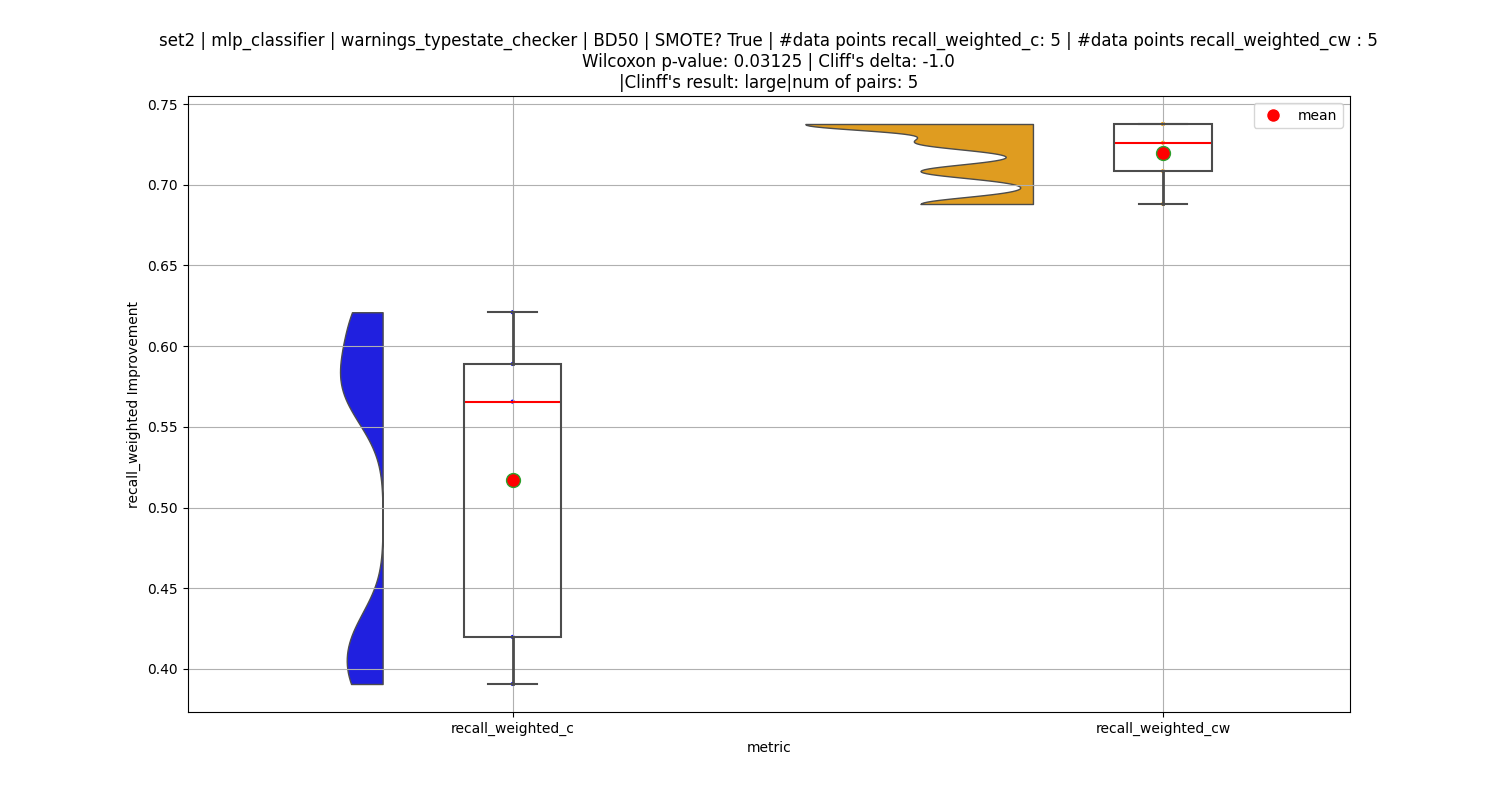 set2 | mlp_classifier | warnings_typestate_checker | BD50 | SMOTE? True | #data points recall_weighted_c: 5 | #data points recall_weighted_cw : 5
Wilcoxon p-value: 0.03125 | Cliff's delta: -1.0
|Clinff's result: large|num of pairs: 5
mean
recall_weighted Improvement
0.75
0.70
0.65
0.60
0.55
0.50
0.45
0.40
recall_weighted_c
recall_weighted_cw
metric